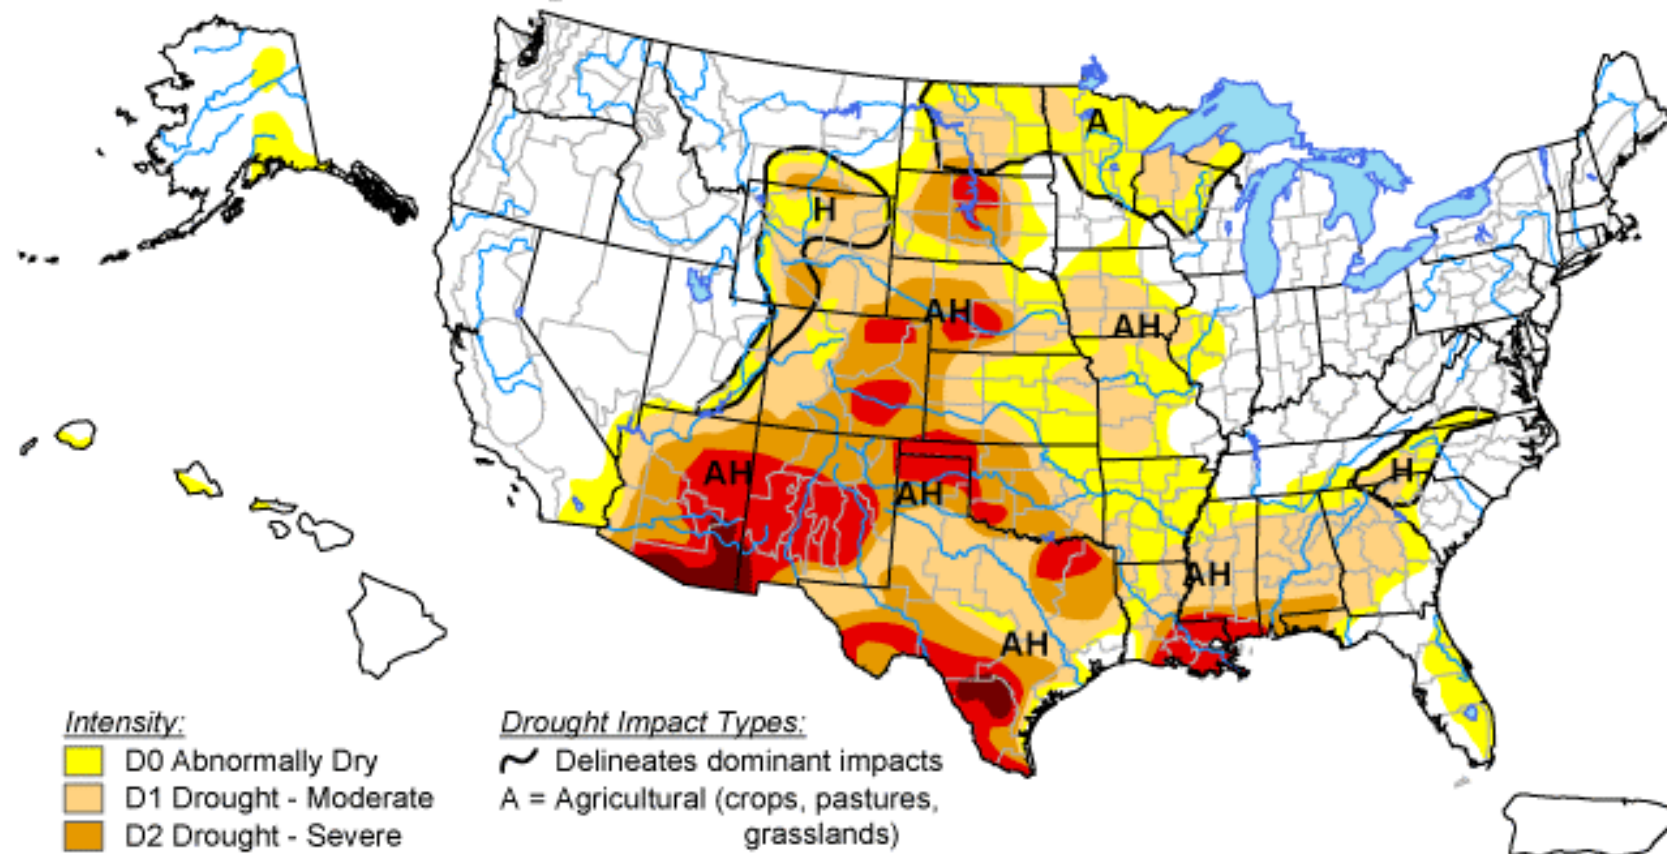 A
H
AH
AH
AH
AH
H
AH
AH
Intensity:
D0 Abnormally Dry
D1 Drought - Moderate
D2 Drought - Severe
Drought Impact Types:
Delineates dominant impacts
A = Agricultural (crops, pastures,
grasslands)